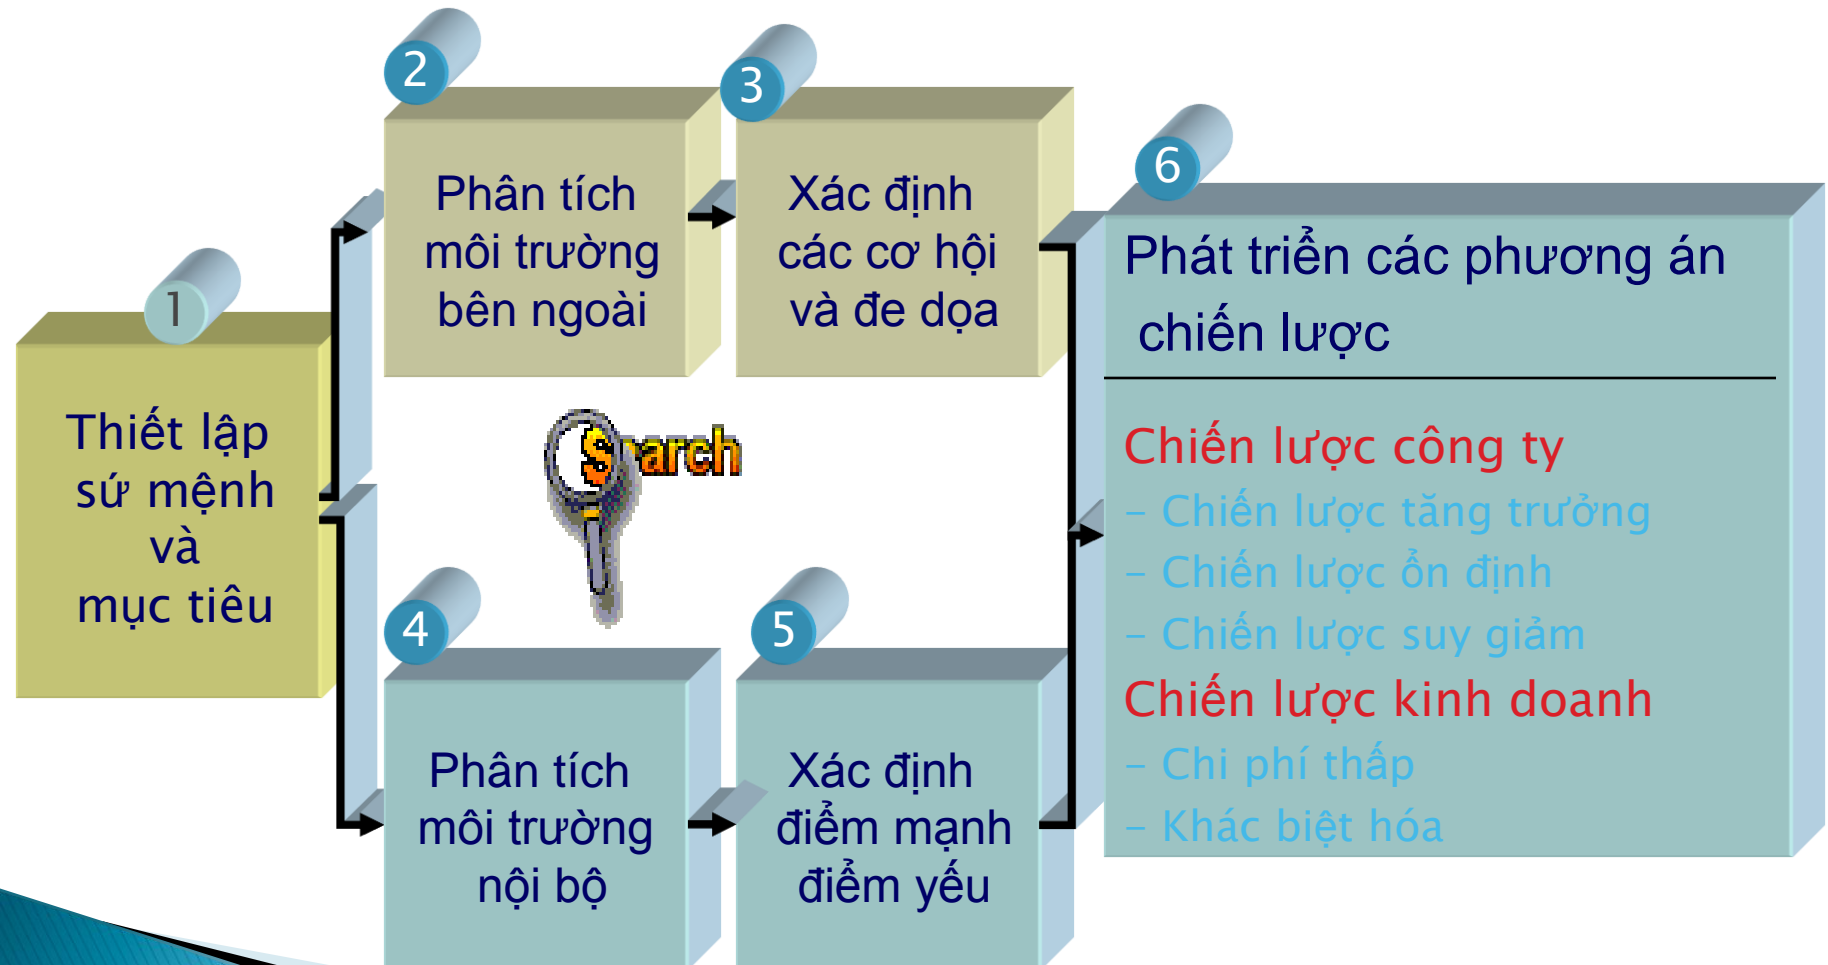 1
Thiết lập
sứ mệnh
và
mục tiêu
2
Phân tích
môi trường
bên ngoài
3
Xác định
các cơ hội
và đe dọa
Search
4
Phân tích
môi trường
nội bộ
5
Xác định
điểm mạnh
điểm yếu
6
Phát triển các phương án
chiến lược
Chiến lược công ty
- Chiến lược tăng trưởng
- Chiến lược ổn định
- Chiến lược suy giảm
Chiến lược kinh doanh
- Chi phí thấp
- Khác biệt hóa